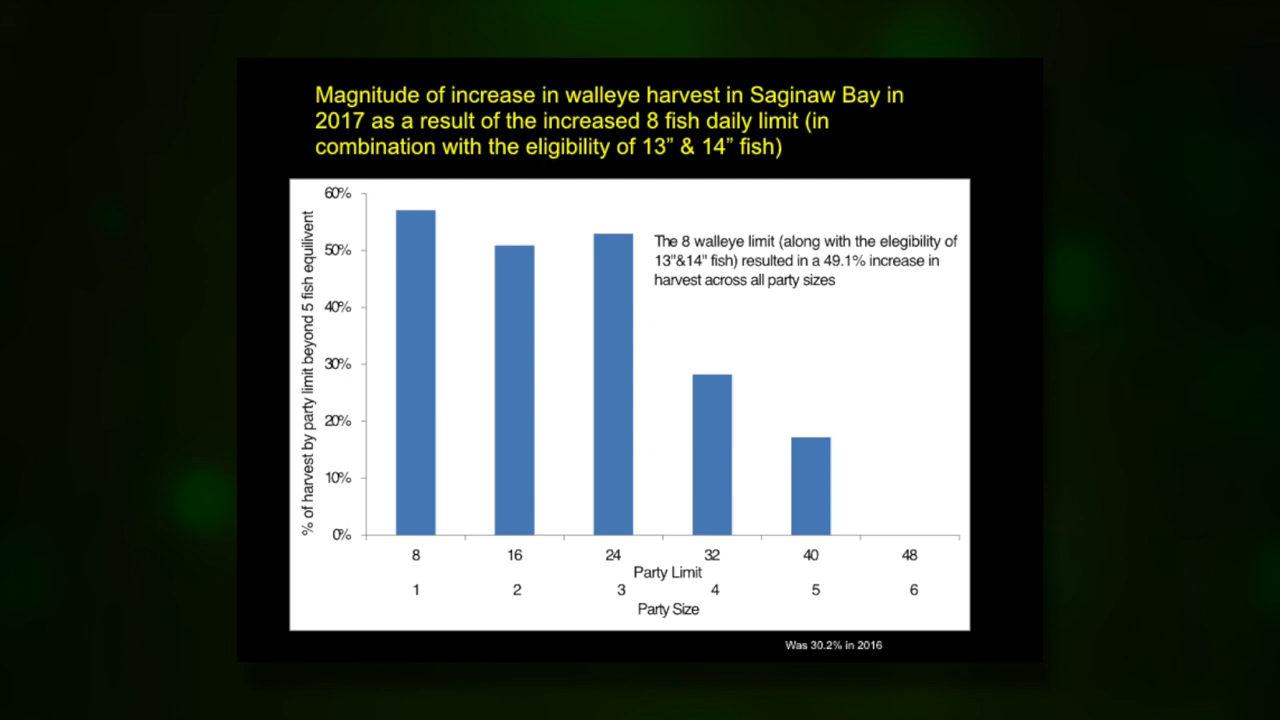 Magnitude of increase in walleye harvest in Saginaw Bay in
2017 as a result of the increased 8 fish daily limit (in
combination with the eligibility of 13” & 14” fish)
60%
50%
40%
30%
20%
10%
0%
% of harvest by party limit beyond 5 fish equilivent
The 8 walleye limit (along with the elegibility of
13"&14" fish) resulted in a 49.1% increase in
harvest across all party sizes
8 16 24 32 40 48
Party Limit
1 2 3 4 5 6
Party Size
Was 30.2% in 2016